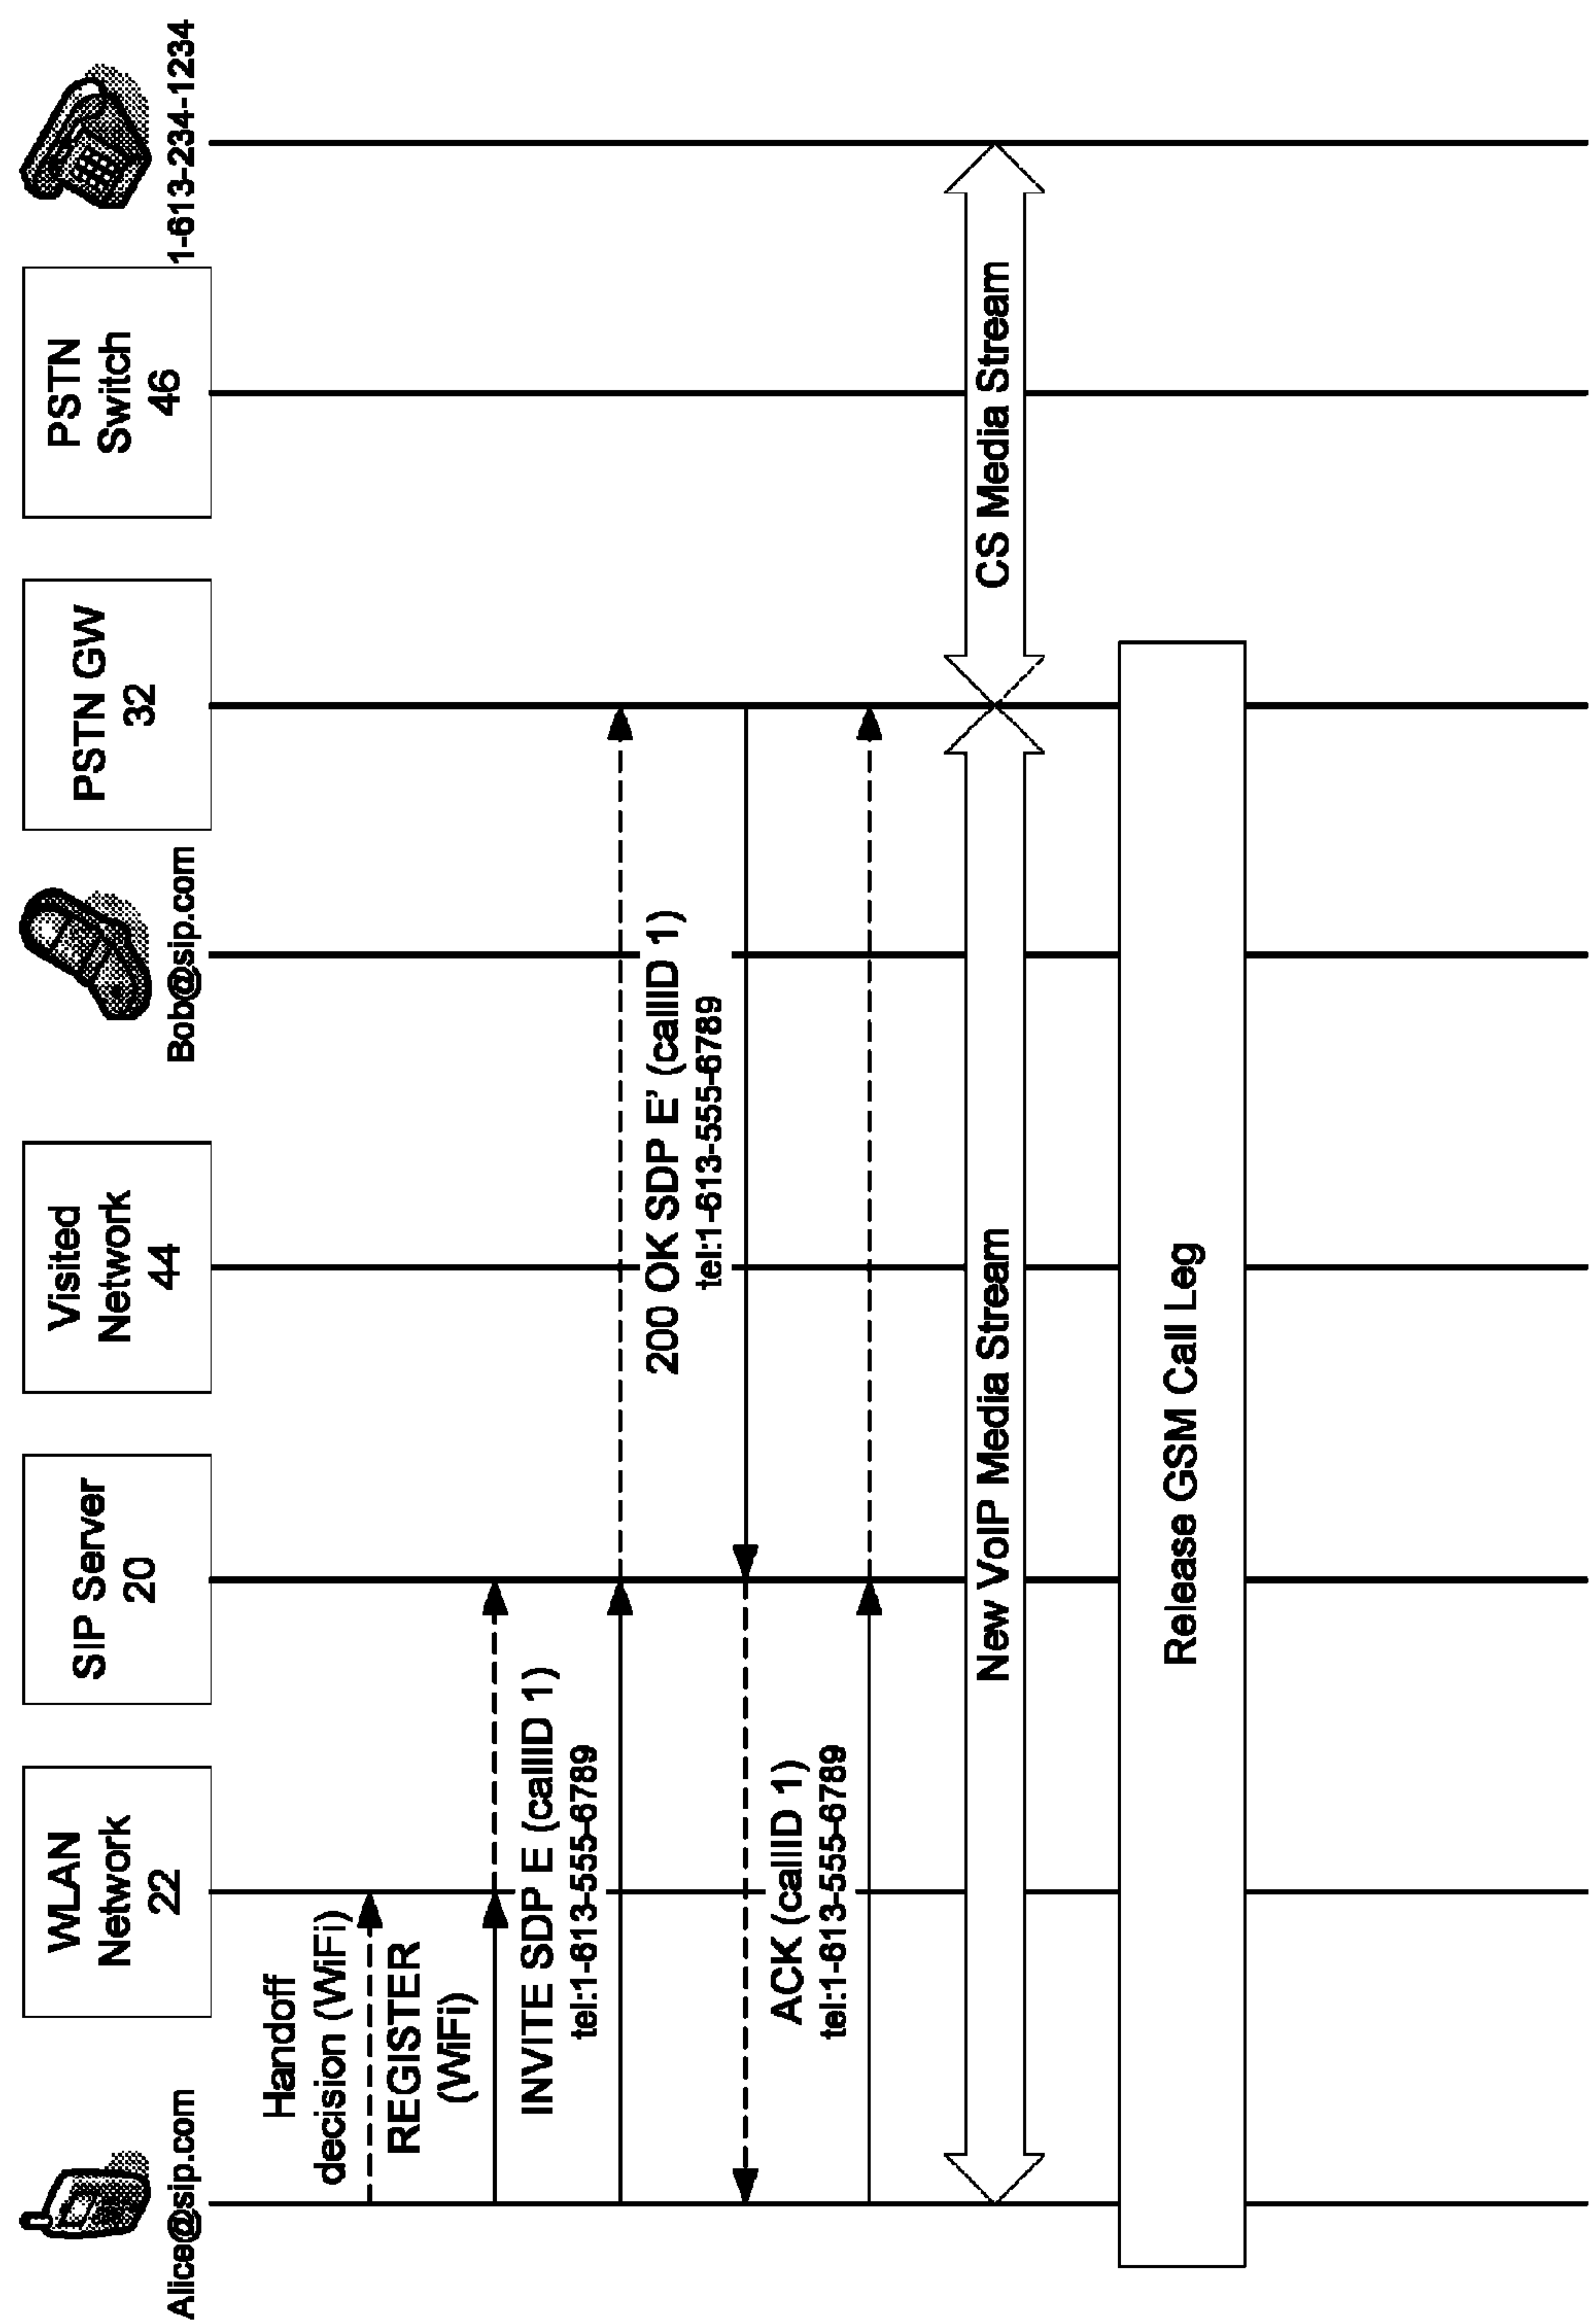 Alice@sip.com
WLAN
Network
22
SIP Server
20
Visited
Network
44
Bob@sip.com
PSTN GW
32
PSTN
Switch
46
1-613-234-1234
Handoff
decision (WiFi)
REGISTER
(WiFi)
INVITE SDP E (callID 1)
tel:1-613-555-6789
200 OK SDP E' (callID 1)
tel:1-613-555-6789
ACK (callID 1)
tel:1-613-555-6789
New VoIP Media Stream
CS Media Stream
Release GSM Call Leg